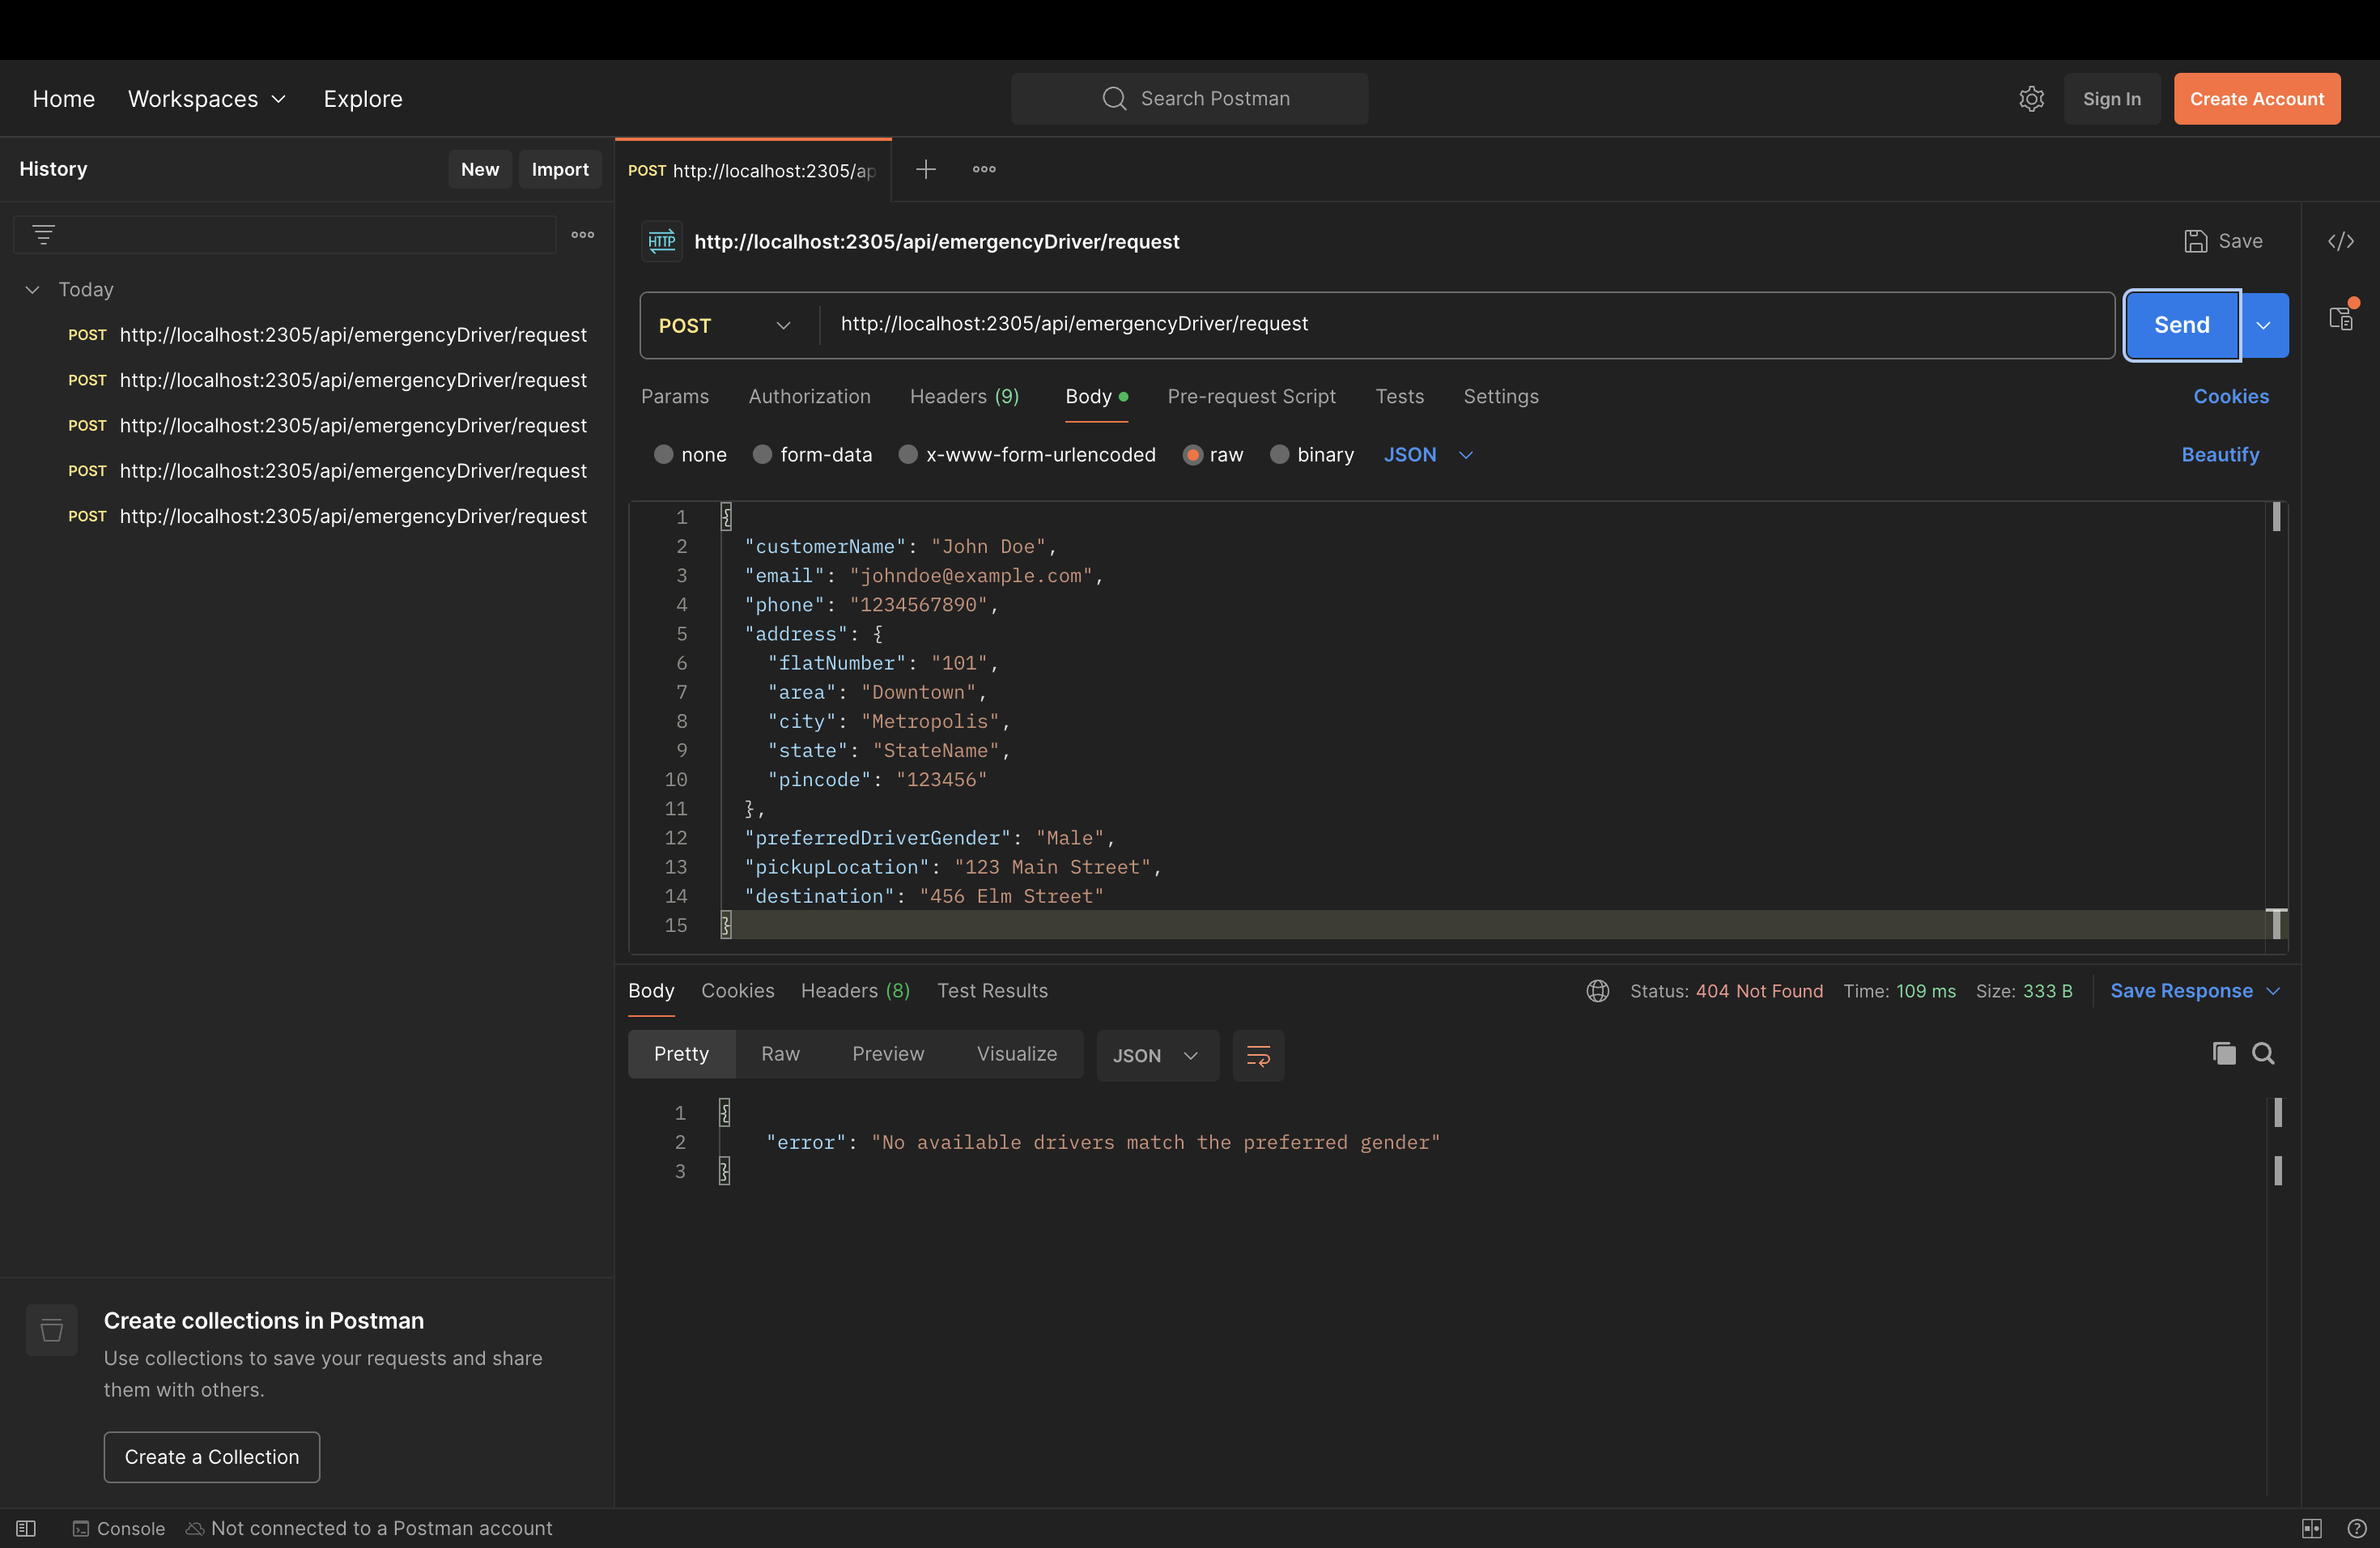 Home Workspaces Explore Search Postman Sign In Create Account
History New Import
Today
POST http://localhost:2305/api/emergencyDriver/request
POST http://localhost:2305/api/emergencyDriver/request
POST http://localhost:2305/api/emergencyDriver/request
POST http://localhost:2305/api/emergencyDriver/request
POST http://localhost:2305/api/emergencyDriver/request
Create collections in Postman
Use collections to save your requests and share
them with others.
Create a Collection
POST http://localhost:2305/ap
HTTP http://localhost:2305/api/emergencyDriver/request Save
POST http://localhost:2305/api/emergencyDriver/request Send
Params Authorization Headers (9) Body Pre-request Script Tests Settings Cookies
none form-data x-www-form-urlencoded raw binary JSON Beautify
1 {
2 "customerName": "John Doe",
3 "email": "johndoe@example.com",
4 "phone": "1234567890",
5 "address": {
6 "flatNumber": "101",
7 "area": "Downtown",
8 "city": "Metropolis",
9 "state": "StateName",
10 "pincode": "123456"
11 },
12 "preferredDriverGender": "Male",
13 "pickupLocation": "123 Main Street",
14 "destination": "456 Elm Street"
15 }
Body Cookies Headers (8) Test Results Status: 404 Not Found Time: 109 ms Size: 333 B Save Response
Pretty Raw Preview Visualize JSON
1 {
2 "error": "No available drivers match the preferred gender"
3 }
Console Not connected to a Postman account